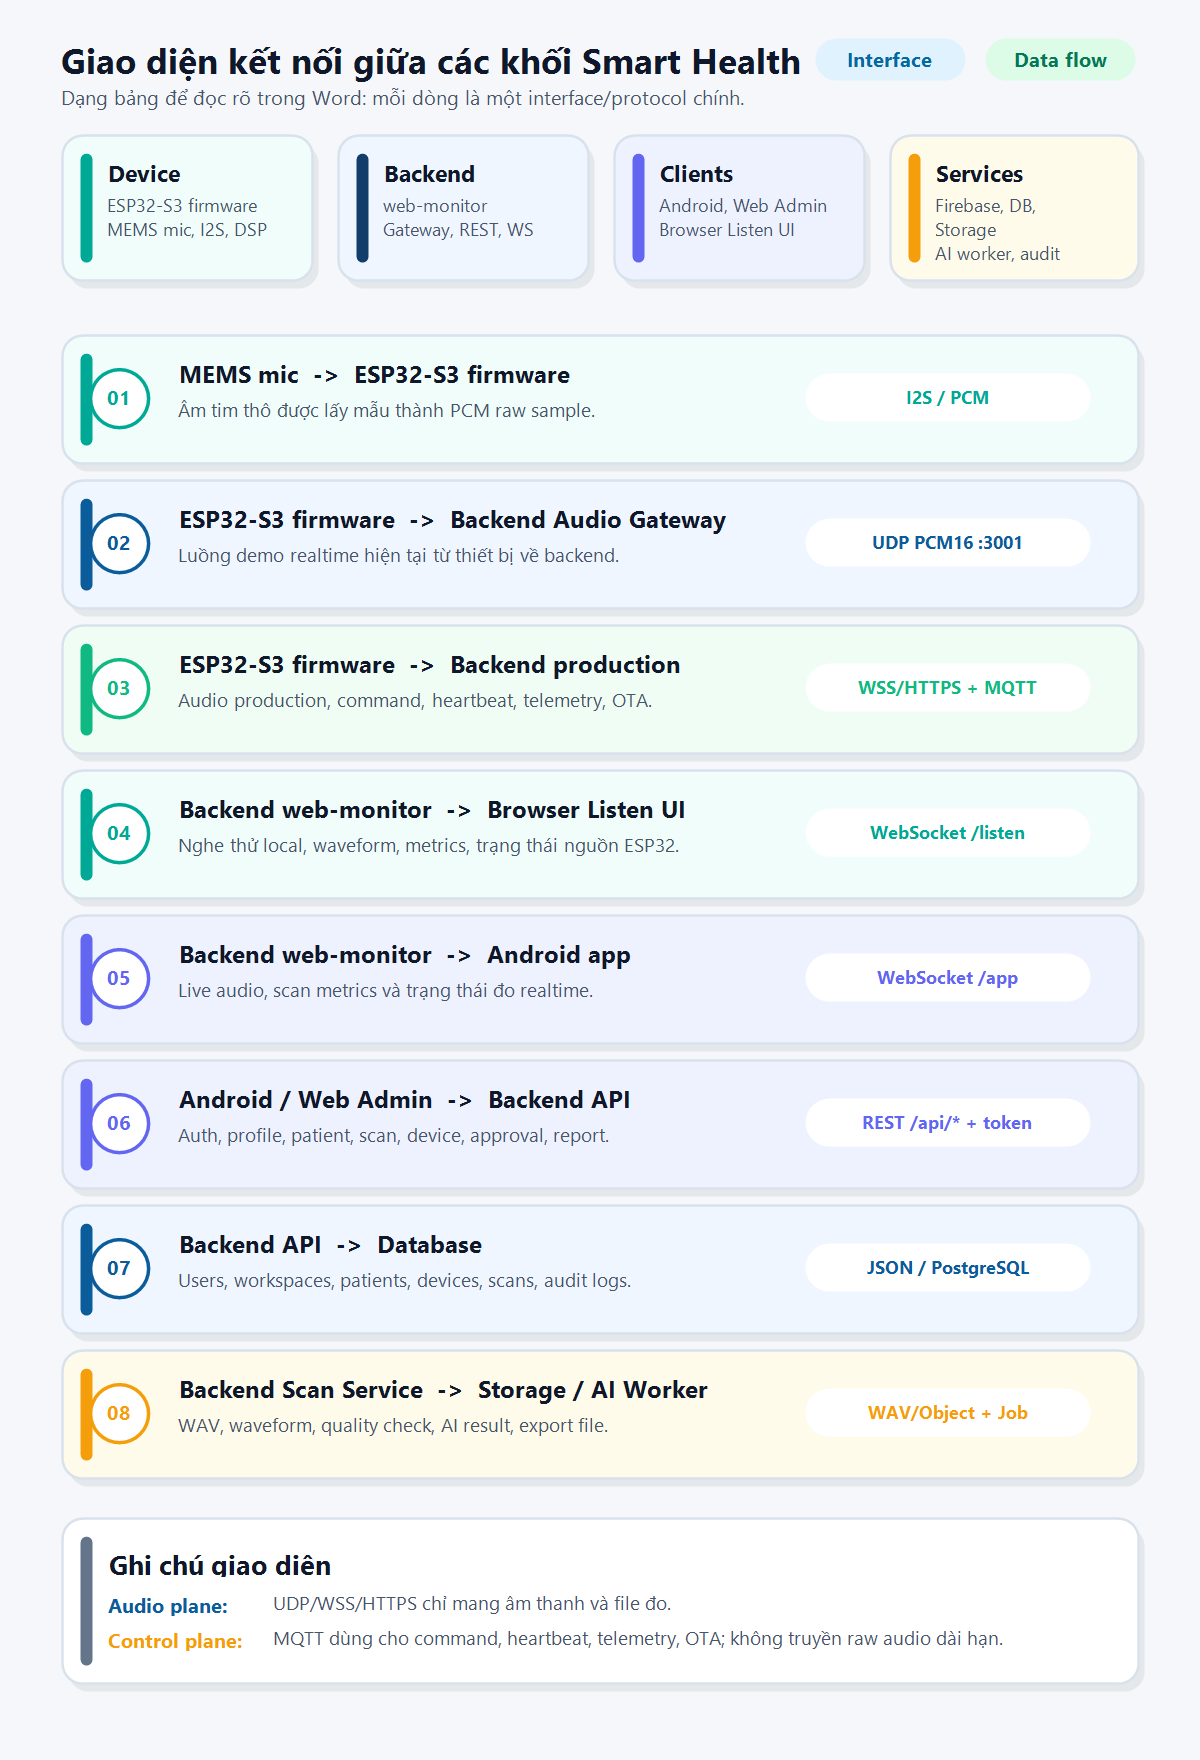 Giao diện kết nối giữa các khối Smart Health
Interface
Data flow
Dạng bảng để đọc rõ trong Word: mỗi dòng là một interface/protocol chính.
Device
ESP32-S3 firmware
MEMS mic, I2S, DSP
Backend
web-monitor
Gateway, REST, WS
Clients
Android, Web Admin
Browser Listen UI
Services
Firebase, DB,
Storage
AI worker, audit
01
MEMS mic -> ESP32-S3 firmware
Âm tim thô được lấy mẫu thành PCM raw sample.
I2S / PCM
02
ESP32-S3 firmware -> Backend Audio Gateway
Luồng demo realtime hiện tại từ thiết bị về backend.
UDP PCM16 :3001
03
ESP32-S3 firmware -> Backend production
Audio production, command, heartbeat, telemetry, OTA.
WSS/HTTPS + MQTT
04
Backend web-monitor -> Browser Listen UI
Nghe thử local, waveform, metrics, trạng thái nguồn ESP32.
WebSocket /listen
05
Backend web-monitor -> Android app
Live audio, scan metrics và trạng thái đo realtime.
WebSocket /app
06
Android / Web Admin -> Backend API
Auth, profile, patient, scan, device, approval, report.
REST /api/* + token
07
Backend API -> Database
Users, workspaces, patients, devices, scans, audit logs.
JSON / PostgreSQL
08
Backend Scan Service -> Storage / AI Worker
WAV, waveform, quality check, AI result, export file.
WAV/Object + Job
Ghi chú giao diện
Audio plane: UDP/WSS/HTTPS chỉ mang âm thanh và file đo.
Control plane: MQTT dùng cho command, heartbeat, telemetry, OTA; không truyền raw audio dài hạn.